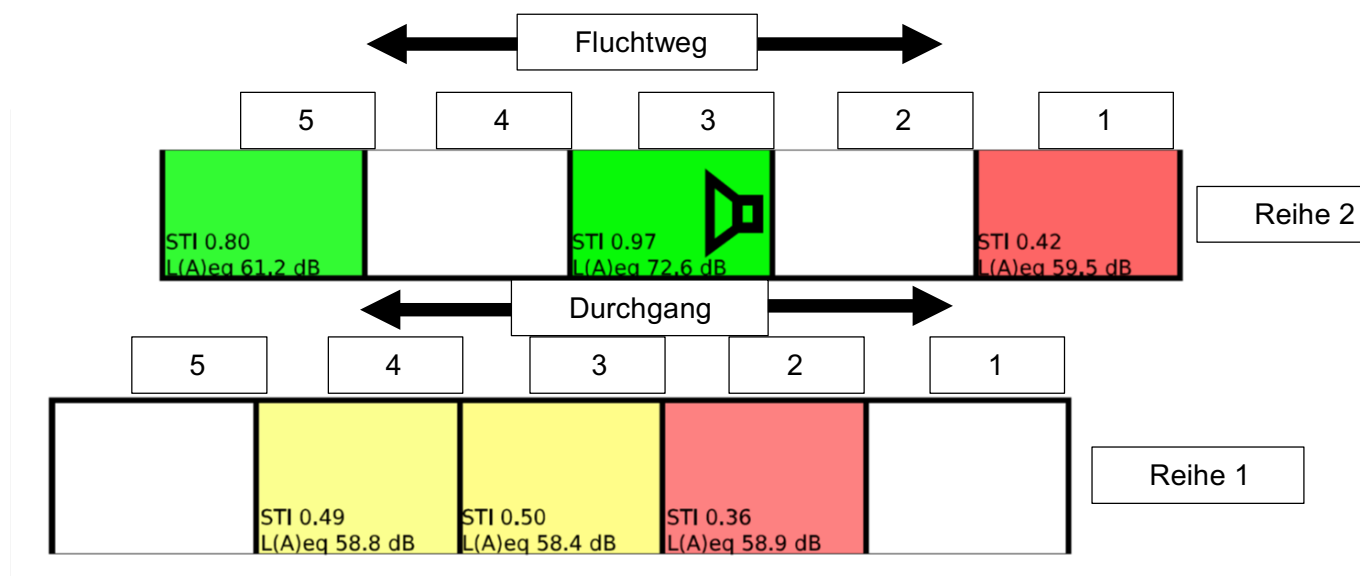 Fluchtweg
5
4
3
2
1
STI 0.80
L(A)eq 61.2 dB
STI 0.97
L(A)eq 72.6 dB
STI 0.42
L(A)eq 59.5 dB
Reihe 2
Durchgang
5
4
3
2
1
STI 0.49
L(A)eq 58.8 dB
STI 0.50
L(A)eq 58.4 dB
STI 0.36
L(A)eq 58.9 dB
Reihe 1